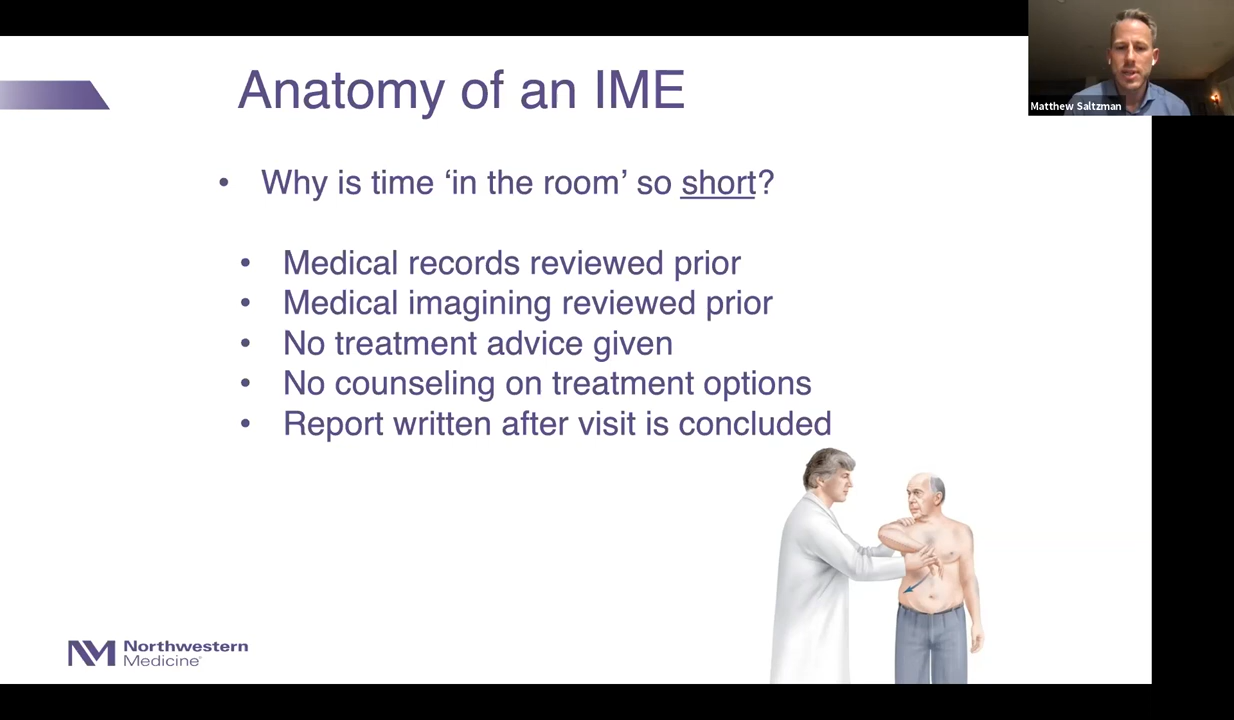 Anatomy of an IME
Matthew Saltzman
• Why is time ‘in the room’ so short?
• Medical records reviewed prior
• Medical imagining reviewed prior
• No treatment advice given
• No counseling on treatment options
• Report written after visit is concluded
Northwestern
Medicine®